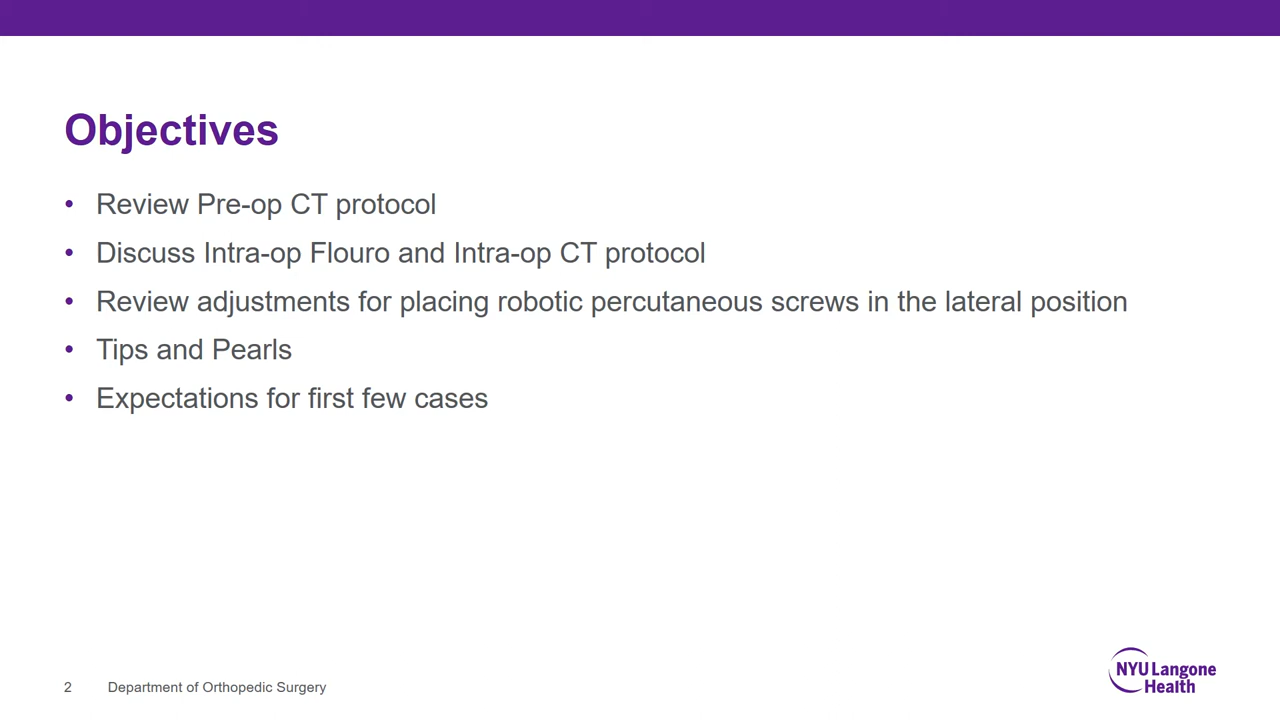 Objectives
• Review Pre-op CT protocol
• Discuss Intra-op Flouro and Intra-op CT protocol
• Review adjustments for placing robotic percutaneous screws in the lateral position
• Tips and Pearls
• Expectations for first few cases
2 Department of Orthopedic Surgery
NYU Langone
Health